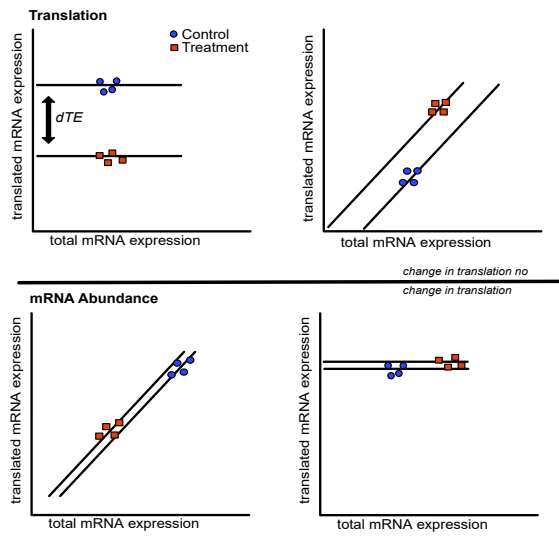 Translation
Control
Treatment
translated mRNA expression
dTE
total mRNA expression
translated mRNA expression
total mRNA expression
change in translation no
change in translation
mRNA Abundance
translated mRNA expression
total mRNA expression
translated mRNA expression
total mRNA expression